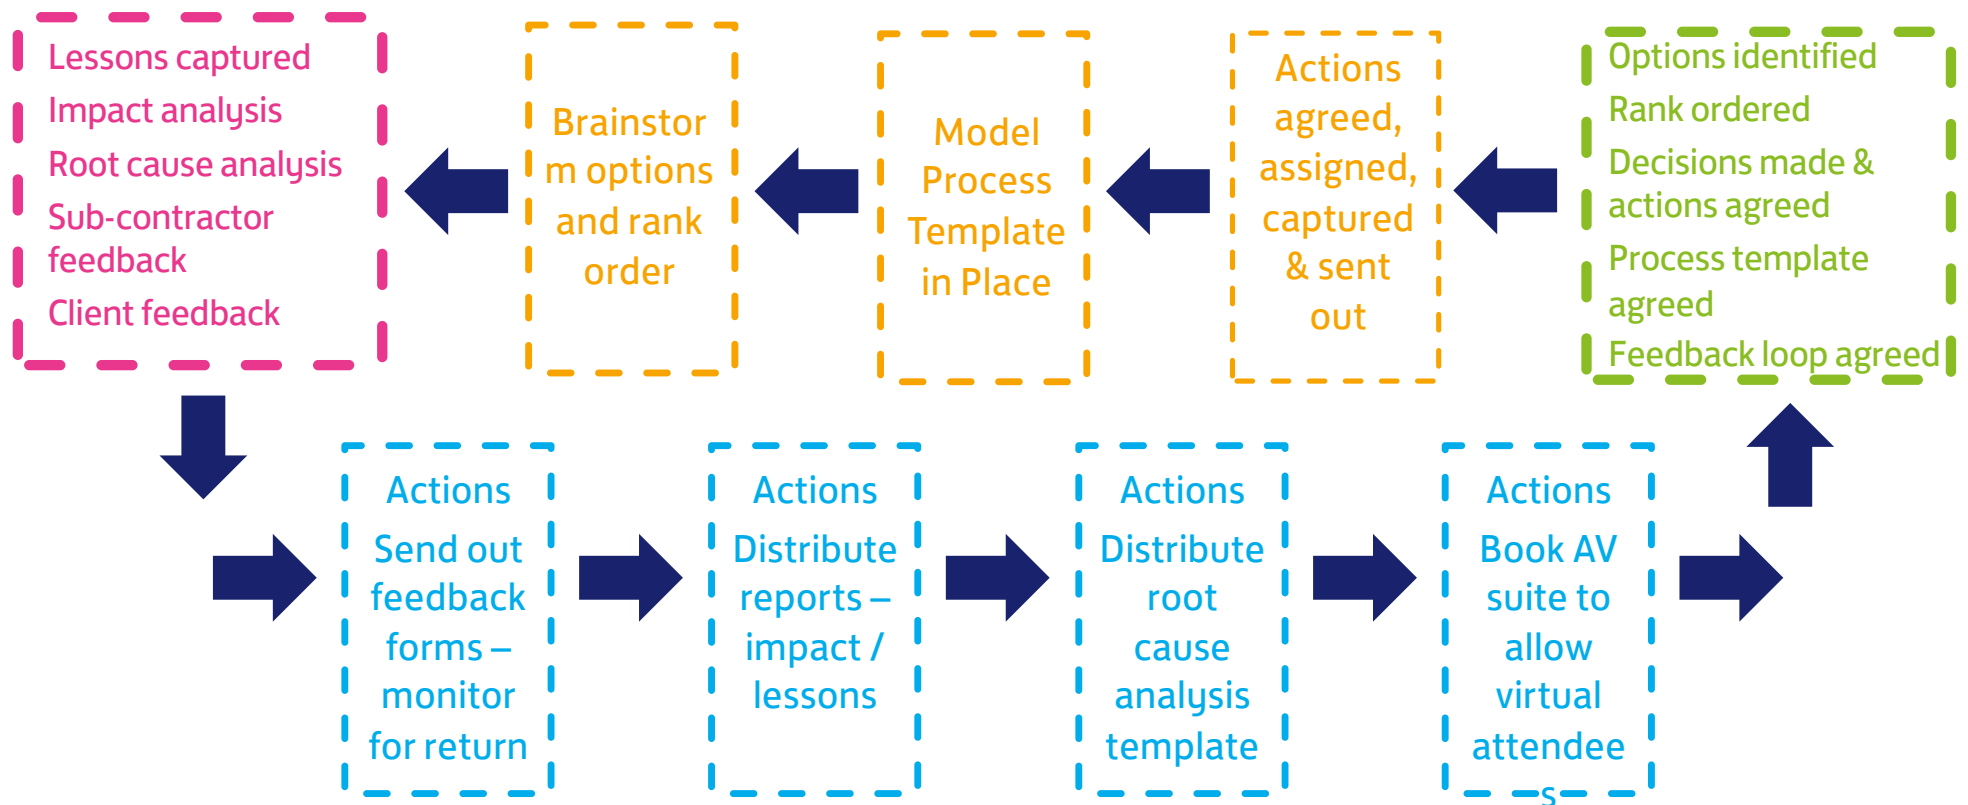 Lessons captured
Impact analysis
Root cause analysis
Sub-contractor
feedback
Client feedback
Brainstor
m options
and rank
order
Model
Process
Template
in Place
Actions
agreed,
assigned,
captured
& sent
out
Options identified
Rank ordered
Decisions made &
actions agreed
Process template
agreed
Feedback loop agreed
Actions
Send out
feedback
forms –
monitor
for return
Actions
Distribute
reports –
impact /
lessons
Actions
Distribute
root
cause
analysis
template
Actions
Book AV
suite to
allow
virtual
attendee
s